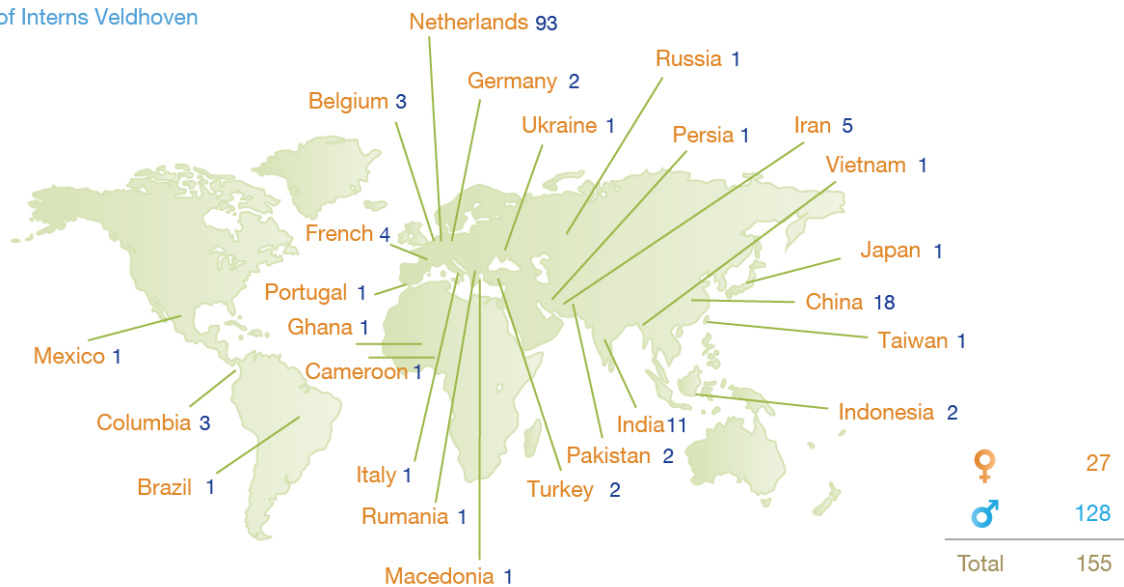 of Interns Veldhoven
Netherlands 93
Russia 1
Germany 2
Belgium 3
Ukraine 1
Persia 1
Iran 5
Vietnam 1
French 4
Japan 1
Portugal 1
China 18
Ghana 1
Taiwan 1
Mexico 1
Cameroon 1
Columbia 3
Indonesia 2
India 11
Pakistan 2
Italy 1
Brazil 1
Turkey 2
Rumania 1
Macedonia 1
♀ 27
♂ 128
Total 155